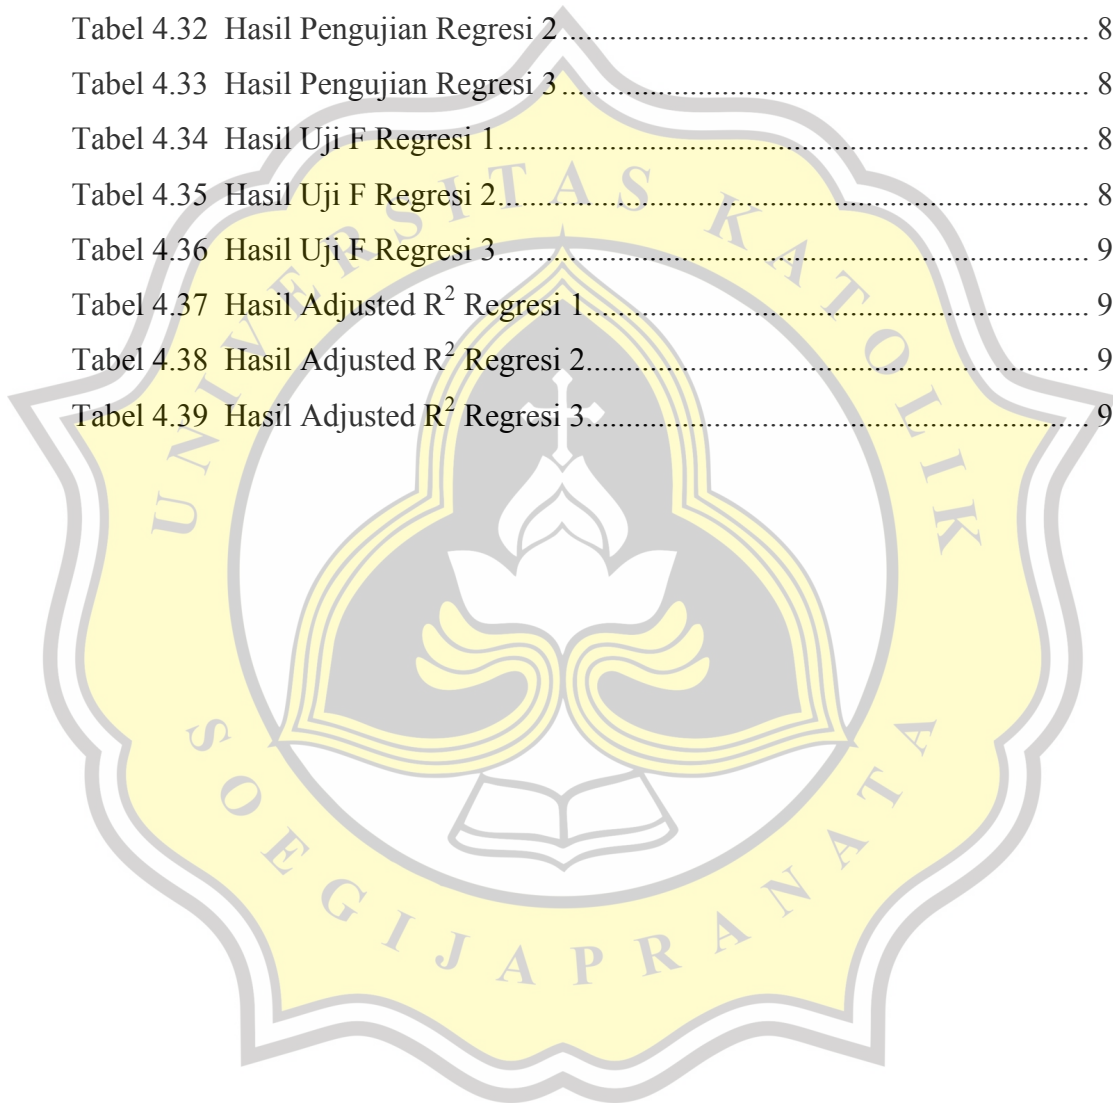 Tabel 4.32 Hasil Pengujian Regresi 2 ........................................................................... 8
Tabel 4.33 Hasil Pengujian Regresi 3 ........................................................................... 8
Tabel 4.34 Hasil Uji F Regresi 1 ........................................................................... 8
Tabel 4.35 Hasil Uji F Regresi 2 ........................................................................... 8
Tabel 4.36 Hasil Uji F Regresi 3 ........................................................................... 9
Tabel 4.37 Hasil Adjusted R² Regresi 1 ........................................................................... 9
Tabel 4.38 Hasil Adjusted R² Regresi 2 ........................................................................... 9
Tabel 4.39 Hasil Adjusted R² Regresi 3 ........................................................................... 9
UNIVERSITAS KATOLIK
SOEGIJAPRANATA